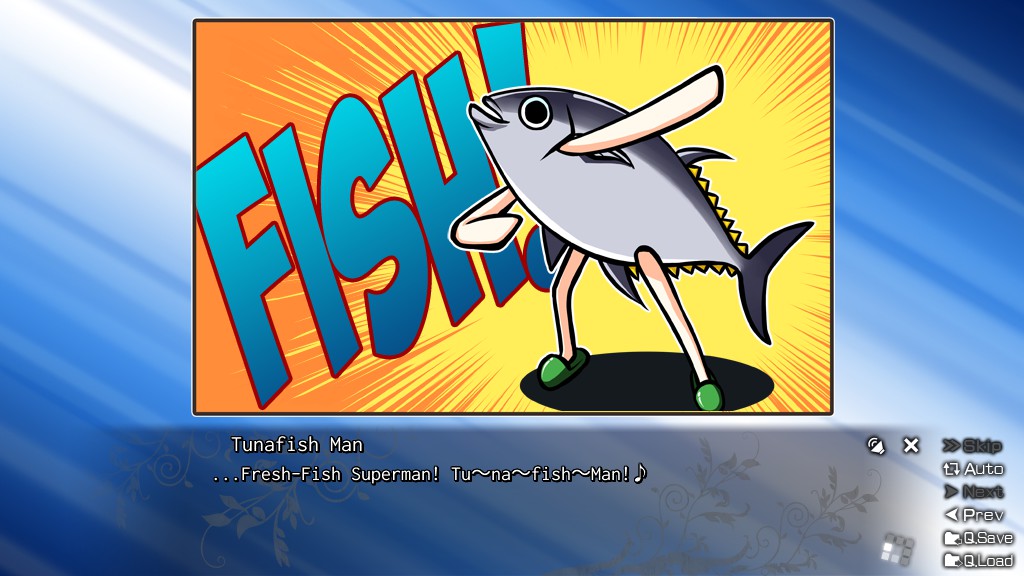 FISH!
Tunafish Man
...Fresh-Fish Superman! Tu～na～fish～Man!♪
Skip
Auto
Next
Prev
Q.Save
Q.Load